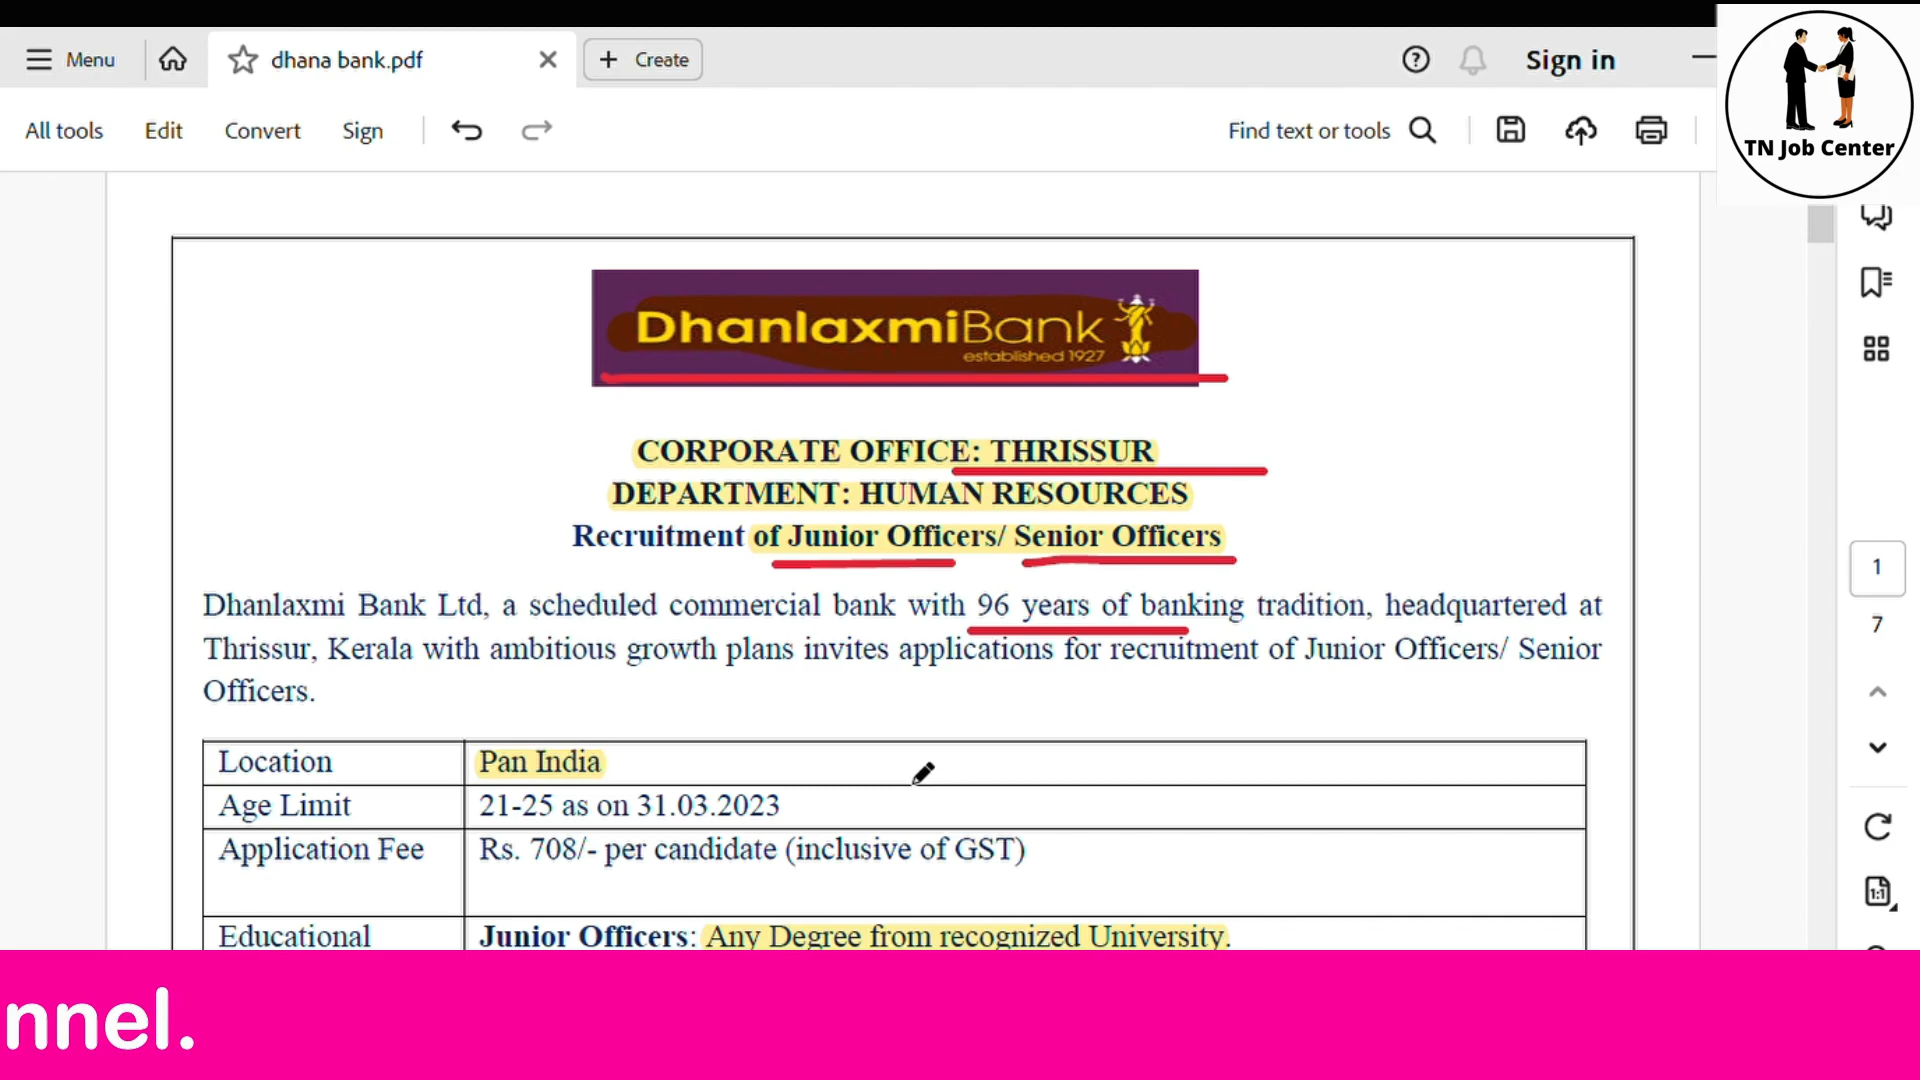 Menu
dhana bank.pdf
Create
Sign in
TN Job Center
All tools
Edit
Convert
Sign
Find text or tools
DhanlaxmiBank
established 1927
CORPORATE OFFICE: THRISSUR
DEPARTMENT: HUMAN RESOURCES
Recruitment of Junior Officers/ Senior Officers
Dhanlaxmi Bank Ltd, a scheduled commercial bank with 96 years of banking tradition, headquartered at
Thrissur, Kerala with ambitious growth plans invites applications for recruitment of Junior Officers/ Senior
Officers.
Location Pan India
Age Limit 21-25 as on 31.03.2023
Application Fee Rs. 708/- per candidate (inclusive of GST)
Educational Junior Officers: Any Degree from recognized University.
1
7
1:1
nnel.